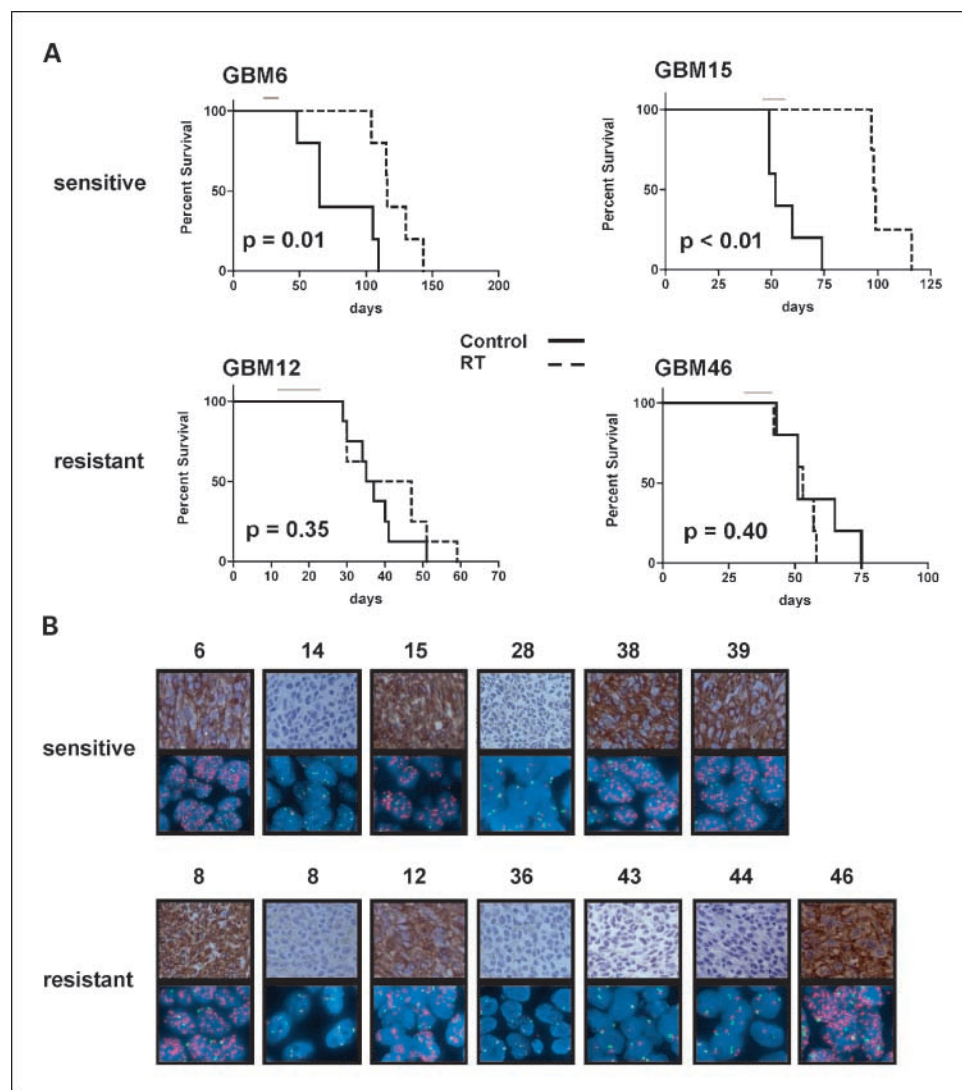 A
GBM6
GBM15
sensitive
Percent Survival
100
50
0
p = 0.01
0 50 100 150 200
days
Percent Survival
100
50
0
p < 0.01
0 25 50 75 100 125
days
Control
RT
GBM12
GBM46
resistant
Percent Survival
100
50
0
p = 0.35
0 10 20 30 40 50 60 70
days
Percent Survival
100
50
0
p = 0.40
0 25 50 75 100
days
B
6 14 15 28 38 39
sensitive
8 8 12 36 43 44 46
resistant